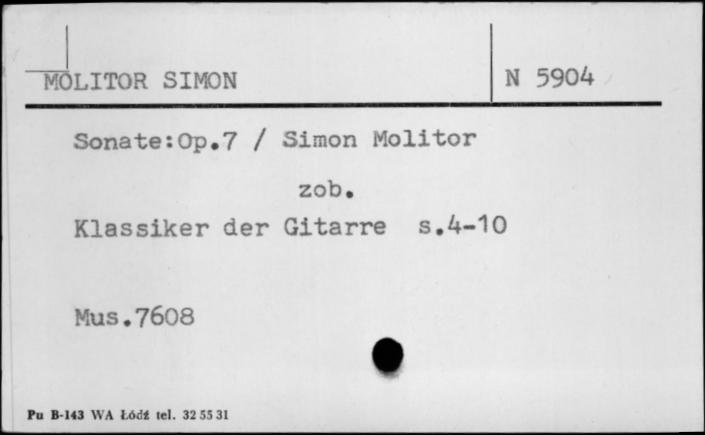 MOLITOR SIMON
N 5904
Sonate:Op.7 / Simon Molitor
zob.
Klassiker der Gitarre s.4-10
Mus.7608
Pu B-143 WA Łódź tel. 32 55 31